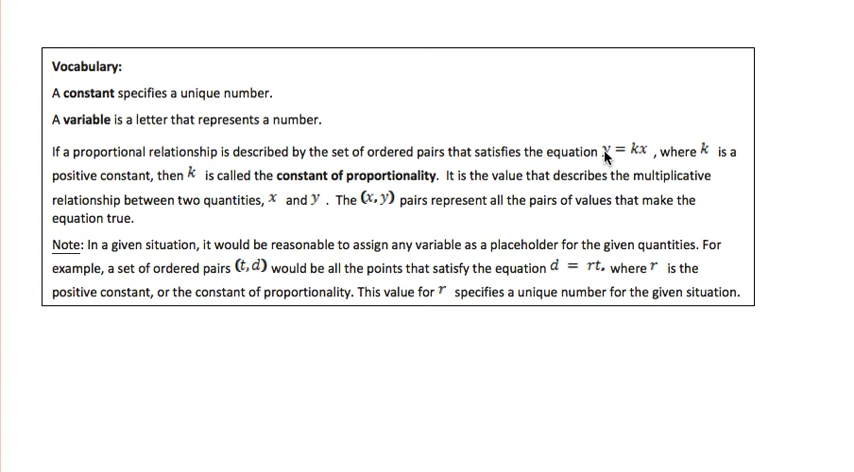 Vocabulary:
A constant specifies a unique number.
A variable is a letter that represents a number.
If a proportional relationship is described by the set of ordered pairs that satisfies the equation y = kx , where k is a
positive constant, then k is called the constant of proportionality. It is the value that describes the multiplicative
relationship between two quantities, x and y . The (x,y) pairs represent all the pairs of values that make the
equation true.
Note: In a given situation, it would be reasonable to assign any variable as a placeholder for the given quantities. For
example, a set of ordered pairs (t,d) would be all the points that satisfy the equation d = rt, where r is the
positive constant, or the constant of proportionality. This value for r specifies a unique number for the given situation.